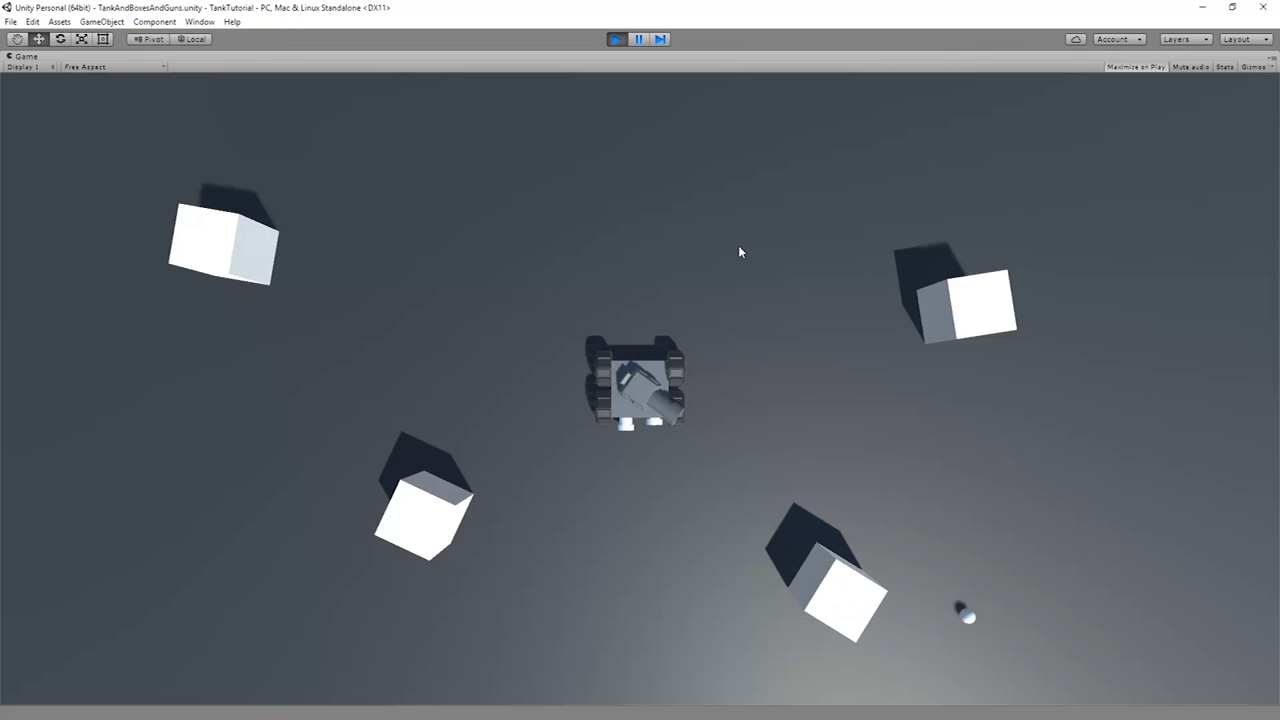 Unity Personal (64bit) - TankAndBoxesAndGuns.unity - TankTutorial - PC, Mac & Linux Standalone <DX11>
File Edit Assets GameObject Component Window Help
Pivot Local Account Layers Layout
Game
Display 1 Free Aspect Maximize on Play Mute audio Stats Gizmos